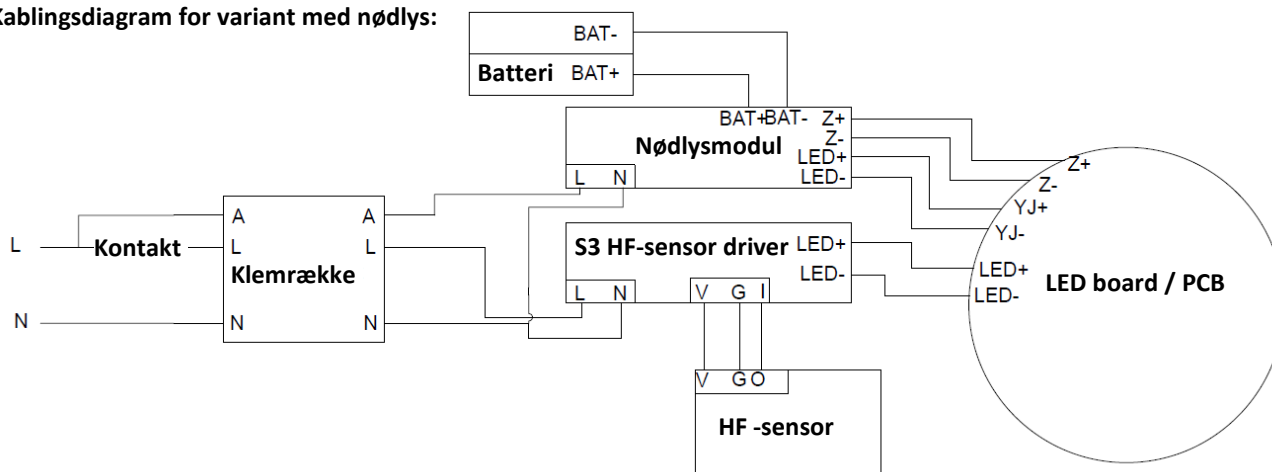 Kablingsdiagram for variant med nødlys:
BAT-
Batteri BAT+
BAT+BAT- Z+
Nødlysmodul Z-
LED+
L N LED-
Z+
Z-
YJ+
YJ-
A A
L Kontakt L L
Klemrække
N N N
S3 HF-sensor driver LED+
LED-
L N V G I
LED+
LED-
LED board / PCB
V G O
HF -sensor